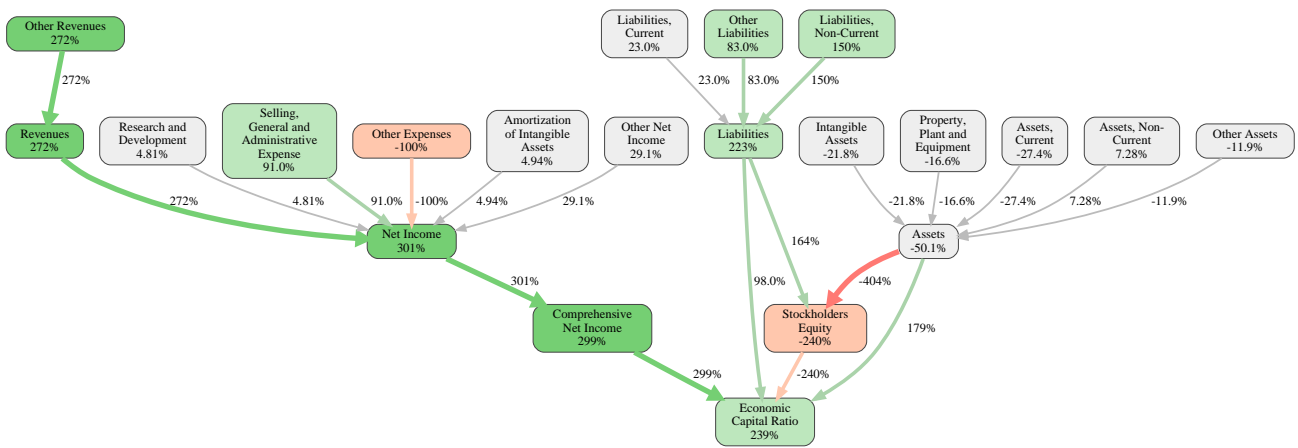 Other Revenues
272%
Liabilities,
Current
23.0%
Other
Liabilities
83.0%
Liabilities,
Non-Current
150%
272%
23.0%
83.0%
150%
Revenues
272%
Research and
Development
4.81%
Selling,
General and
Administrative
Expense
91.0%
Other Expenses
-100%
Amortization
of Intangible
Assets
4.94%
Other Net
Income
29.1%
Liabilities
223%
Intangible
Assets
-21.8%
Property,
Plant and
Equipment
-16.6%
Assets,
Current
-27.4%
Assets, Non-
Current
7.28%
Other Assets
-11.9%
272%
4.81%
91.0%
-100%
4.94%
29.1%
-21.8%
-16.6%
-27.4%
7.28%
-11.9%
Net Income
301%
164%
Assets
-50.1%
301%
98.0%
-404%
Comprehensive
Net Income
299%
Stockholders
Equity
-240%
179%
299%
-240%
Economic
Capital Ratio
239%